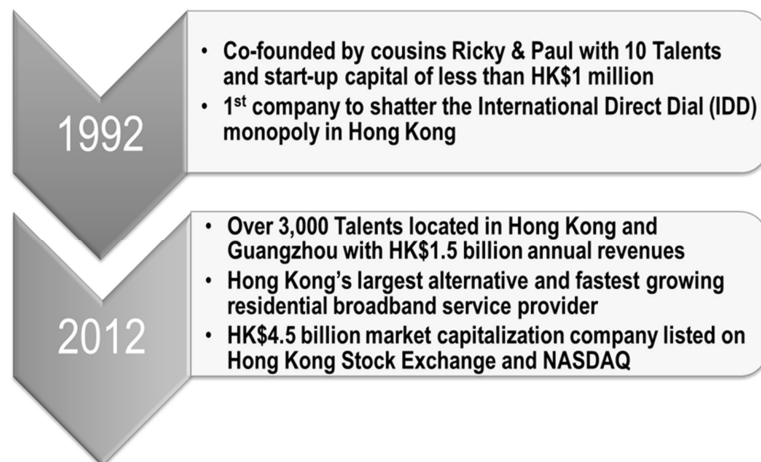 1992
• Co-founded by cousins Ricky & Paul with 10 Talents
and start-up capital of less than HK$1 million
• 1st company to shatter the International Direct Dial (IDD)
monopoly in Hong Kong
2012
• Over 3,000 Talents located in Hong Kong and
Guangzhou with HK$1.5 billion annual revenues
• Hong Kong’s largest alternative and fastest growing
residential broadband service provider
• HK$4.5 billion market capitalization company listed on
Hong Kong Stock Exchange and NASDAQ